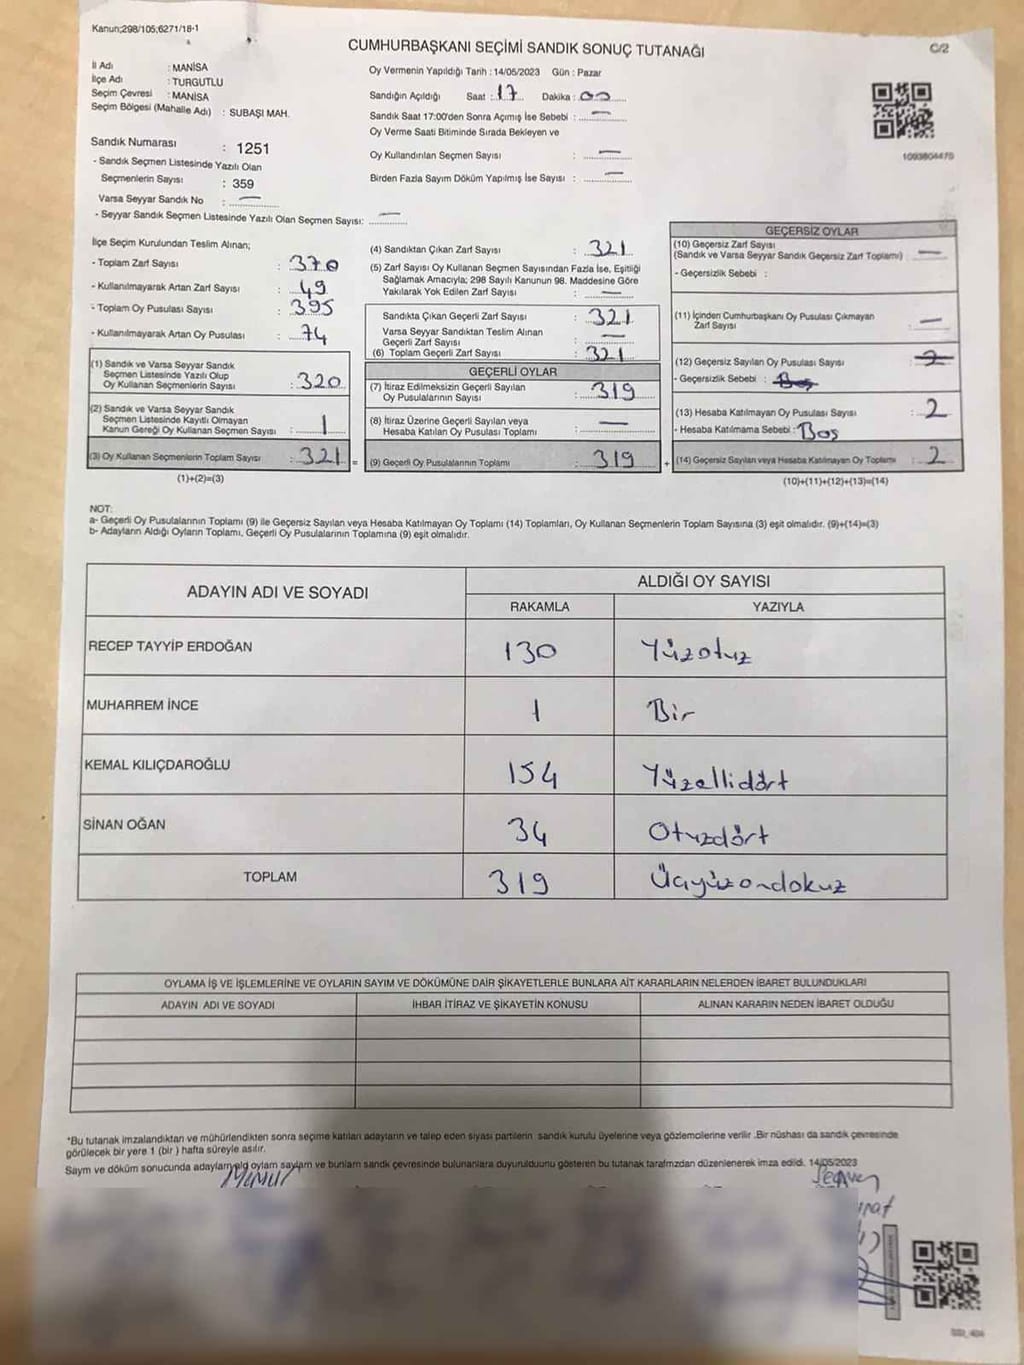 Kanun;298/105;6271/18-1
CUMHURBAŞKANI SEÇİMİ SANDIK SONUÇ TUTANAĞI
C/2
İl Adı : MANİSA
İlçe Adı : TURGUTLU
Seçim Çevresi : MANİSA
Seçim Bölgesi (Mahalle Adı) : SUBAŞI MAH.
Oy Vermenin Yapıldığı Tarih : 14/05/2023 Gün : Pazar
Sandığın Açıldığı Saat : 17 Dakika : 00
Sandık Saat 17:00'den Sonra Açımış İse Sebebi : —
Oy Verme Saati Bitiminde Sırada Bekleyen ve
Oy Kullandırılan Seçmen Sayısı : —
Birden Fazla Sayım Döküm Yapılmış İse Sayısı : —
1093804470
Sandık Numarası : 1251
- Sandık Seçmen Listesinde Yazılı Olan
Seçmenlerin Sayısı : 359
Varsa Seyyar Sandık No : —
- Seyyar Sandık Seçmen Listesinde Yazılı Olan Seçmen Sayısı: —
İlçe Seçim Kurulundan Teslim Alınan;
- Toplam Zarf Sayısı : 370
- Kullanılmayarak Artan Zarf Sayısı : 49
- Toplam Oy Pusulası Sayısı : 395
- Kullanılmayarak Artan Oy Pusulası : 74
(1) Sandık ve Varsa Seyyar Sandık
Seçmen Listesinde Yazılı Olup
Oy Kullanan Seçmenlerin Sayısı : 320
(2) Sandık ve Varsa Seyyar Sandık
Seçmen Listesinde Kayıtlı Olmayan
Kanun Gereği Oy Kullanan Seçmen Sayısı : 1
(3) Oy Kullanan Seçmenlerin Toplam Sayısı : 321
(1)+(2)=(3)
(4) Sandıktan Çıkan Zarf Sayısı : 321
(5) Zarf Sayısı Oy Kullanan Seçmen Sayısından Fazla İse, Eşitliği
Sağlamak Amacıyla; 298 Sayılı Kanunun 98. Maddesine Göre
Yakılarak Yok Edilen Zarf Sayısı : —
Sandıkta Çıkan Geçerli Zarf Sayısı : 321
Varsa Seyyar Sandıktan Teslim Alınan
Geçerli Zarf Sayısı : —
(6) Toplam Geçerli Zarf Sayısı : 321
GEÇERLİ OYLAR
(7) İtiraz Edilmeksizin Geçerli Sayılan
Oy Pusulalarının Sayısı : 319
(8) İtiraz Üzerine Geçerli Sayılan veya
Hesaba Katılan Oy Pusulası Toplamı : —
= (9) Geçerli Oy Pusulalarının Toplamı : 319
GEÇERSİZ OYLAR
(10) Geçersiz Zarf Sayısı
(Sandık ve Varsa Seyyar Sandık Geçersiz Zarf Toplamı) : —
- Geçersizlik Sebebi :
(11) İçinden Cumhurbaşkanı Oy Pusulası Çıkmayan
Zarf Sayısı : —
(12) Geçersiz Sayılan Oy Pusulası Sayısı : 2
- Geçersizlik Sebebi : Boş
(13) Hesaba Katılmayan Oy Pusulası Sayısı : 2
- Hesaba Katılmama Sebebi : Boş
+ (14) Geçersiz Sayılan veya Hesaba Katılmayan Oy Toplamı : 2
(10)+(11)+(12)+(13)=(14)
NOT:
a- Geçerli Oy Pusulalarının Toplamı (9) ile Geçersiz Sayılan veya Hesaba Katılmayan Oy Toplamı (14) Toplamları, Oy Kullanan Seçmenlerin Toplam Sayısına (3) eşit olmalıdır. (9)+(14)=(3)
b- Adayların Aldığı Oyların Toplamı, Geçerli Oy Pusulalarının Toplamına (9) eşit olmalıdır.
ADAYIN ADI VE SOYADI ALDIĞI OY SAYISI
RAKAMLA YAZIYLA
RECEP TAYYİP ERDOĞAN 130 Yüzotuz
MUHARREM İNCE 1 Bir
KEMAL KILIÇDAROĞLU 154 Yüzellidört
SİNAN OĞAN 34 Otuzdört
TOPLAM 319 Üçyüzondokuz
OYLAMA İŞ VE İŞLEMLERİNE VE OYLARIN SAYIM VE DÖKÜMÜNE DAİR ŞİKAYETLERLE BUNLARA AİT KARARLARIN NELERDEN İBARET BULUNDUKLARI
ADAYIN ADI VE SOYADI İHBAR İTİRAZ VE ŞİKAYETİN KONUSU ALINAN KARARIN NEDEN İBARET OLDUĞU
*Bu tutanak imzalandıktan ve mühürlendikten sonra seçime katılan adayların ve talep eden siyasi partilerin sandık kurulu üyelerine veya gözlemcilerine verilir .Bir nüshası da sandık çevresinde
görülecek bir yere 1 (bir ) hafta süreyle asılır.
Sayım ve döküm sonucunda adayların oyların saylam ve bunların sandık çevresinde bulunanlara duyurulduunu gösteren bu tutanak tarafmzdan düzenlenerek imza edildi. 14/05/2023
Memur